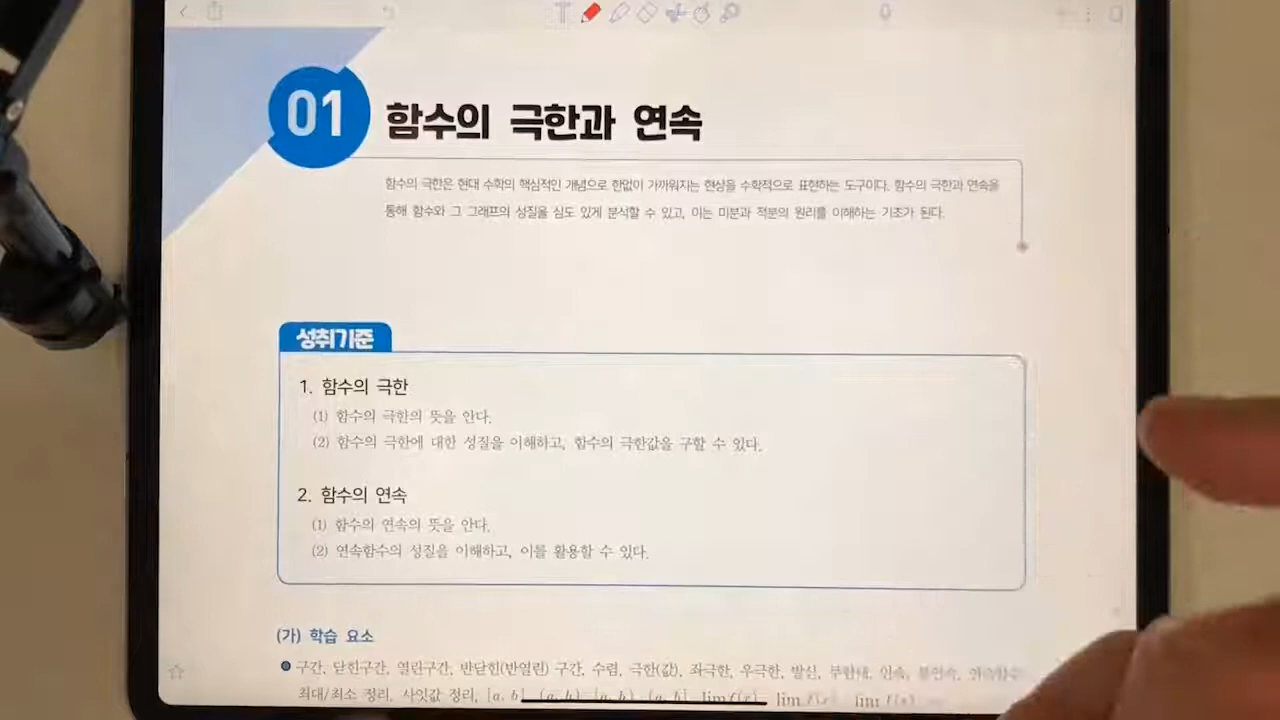 01 함수의 극한과 연속
함수의 극한은 현대 수학의 핵심적인 개념으로 한없이 가까워지는 현상을 수학적으로 표현하는 도구이다. 함수의 극한과 연속을
통해 함수와 그 그래프의 성질을 심도 있게 분석할 수 있고, 이는 미분과 적분의 원리를 이해하는 기초가 된다.
성취기준
1. 함수의 극한
(1) 함수의 극한의 뜻을 안다.
(2) 함수의 극한에 대한 성질을 이해하고, 함수의 극한값을 구할 수 있다.
2. 함수의 연속
(1) 함수의 연속의 뜻을 안다.
(2) 연속함수의 성질을 이해하고, 이를 활용할 수 있다.
(가) 학습 요소
구간, 닫힌구간, 열린구간, 반닫힌(반열린) 구간, 수렴, 극한(값), 좌극한, 우극한, 발산, 무한대, 연속, 불연속, 연속함수
최대/최소 정리, 사잇값 정리, [a, b]